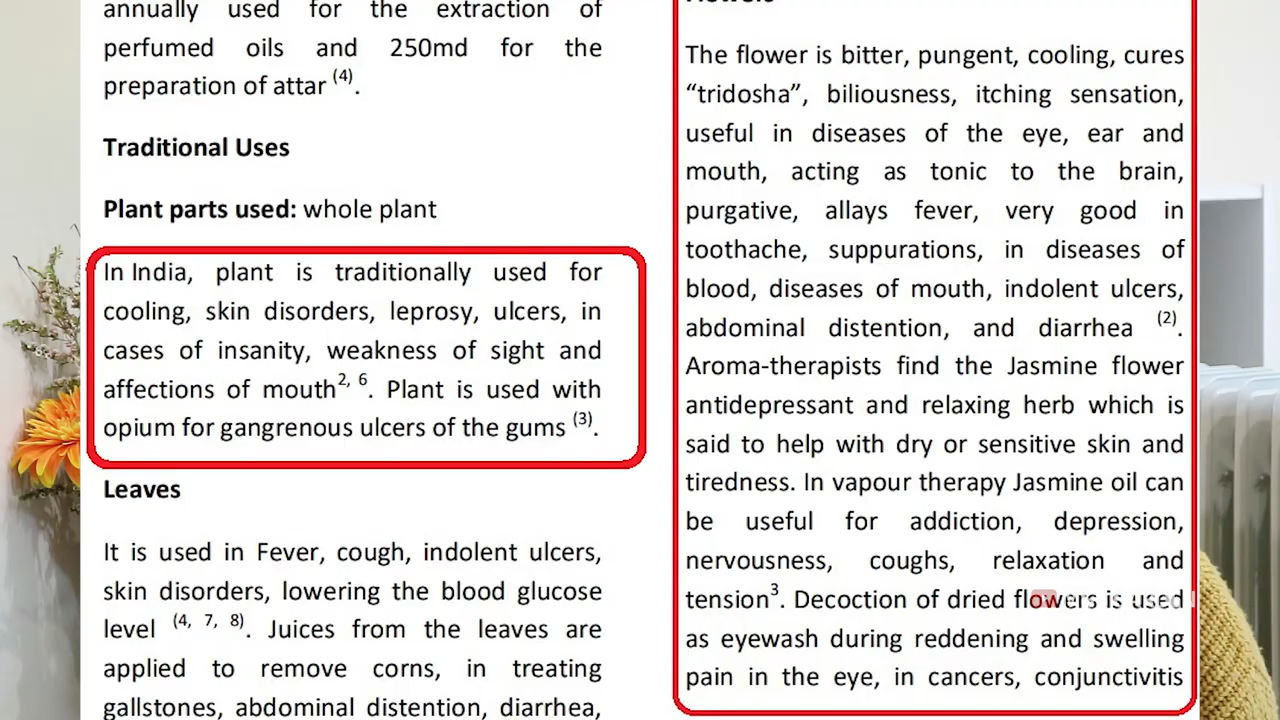 annually used for the extraction of
perfumed oils and 250md for the
preparation of attar (4).
Traditional Uses
Plant parts used: whole plant
In India, plant is traditionally used for
cooling, skin disorders, leprosy, ulcers, in
cases of insanity, weakness of sight and
affections of mouth2, 6. Plant is used with
opium for gangrenous ulcers of the gums (3).
Leaves
It is used in Fever, cough, indolent ulcers,
skin disorders, lowering the blood glucose
level (4, 7, 8). Juices from the leaves are
applied to remove corns, in treating
gallstones, abdominal distention, diarrhea,
The flower is bitter, pungent, cooling, cures
“tridosha”, biliousness, itching sensation,
useful in diseases of the eye, ear and
mouth, acting as tonic to the brain,
purgative, allays fever, very good in
toothache, suppurations, in diseases of
blood, diseases of mouth, indolent ulcers,
abdominal distention, and diarrhea (2).
Aroma-therapists find the Jasmine flower
antidepressant and relaxing herb which is
said to help with dry or sensitive skin and
tiredness. In vapour therapy Jasmine oil can
be useful for addiction, depression,
nervousness, coughs, relaxation and
tension3. Decoction of dried flowers is used
as eyewash during reddening and swelling
pain in the eye, in cancers, conjunctivitis